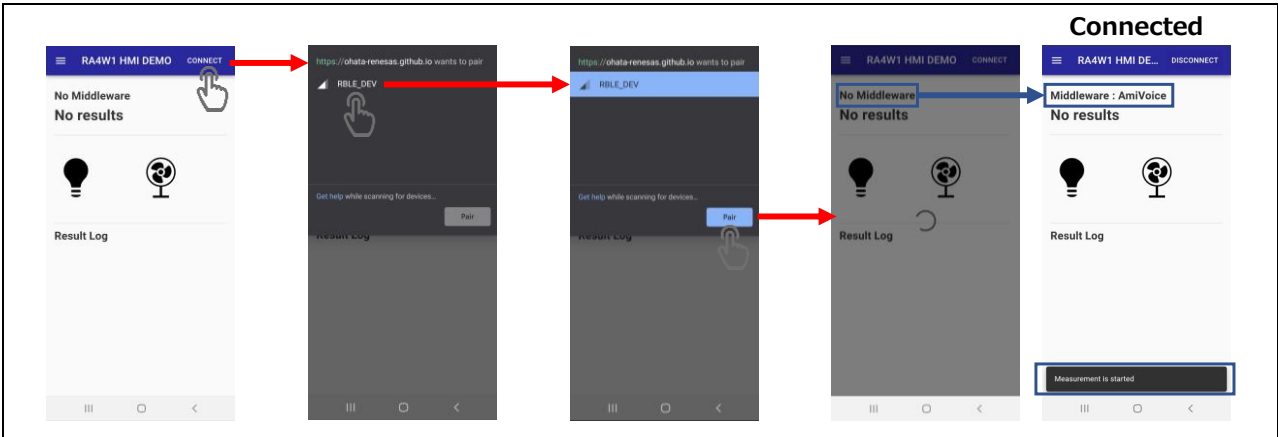 Connected
RA4W1 HMI DEMO CONNECT
No Middleware
No results
Result Log
https://ohata-renesas.github.io wants to pair
RBLE_DEV
Get help while scanning for devices...
Pair
Result Log
https://ohata-renesas.github.io wants to pair
RBLE_DEV
Get help while scanning for devices...
Pair
Result Log
RA4W1 HMI DEMO CONNECT
No Middleware
No results
Result Log
RA4W1 HMI DE... DISCONNECT
Middleware : AmiVoice
No results
Result Log
Measurement is started